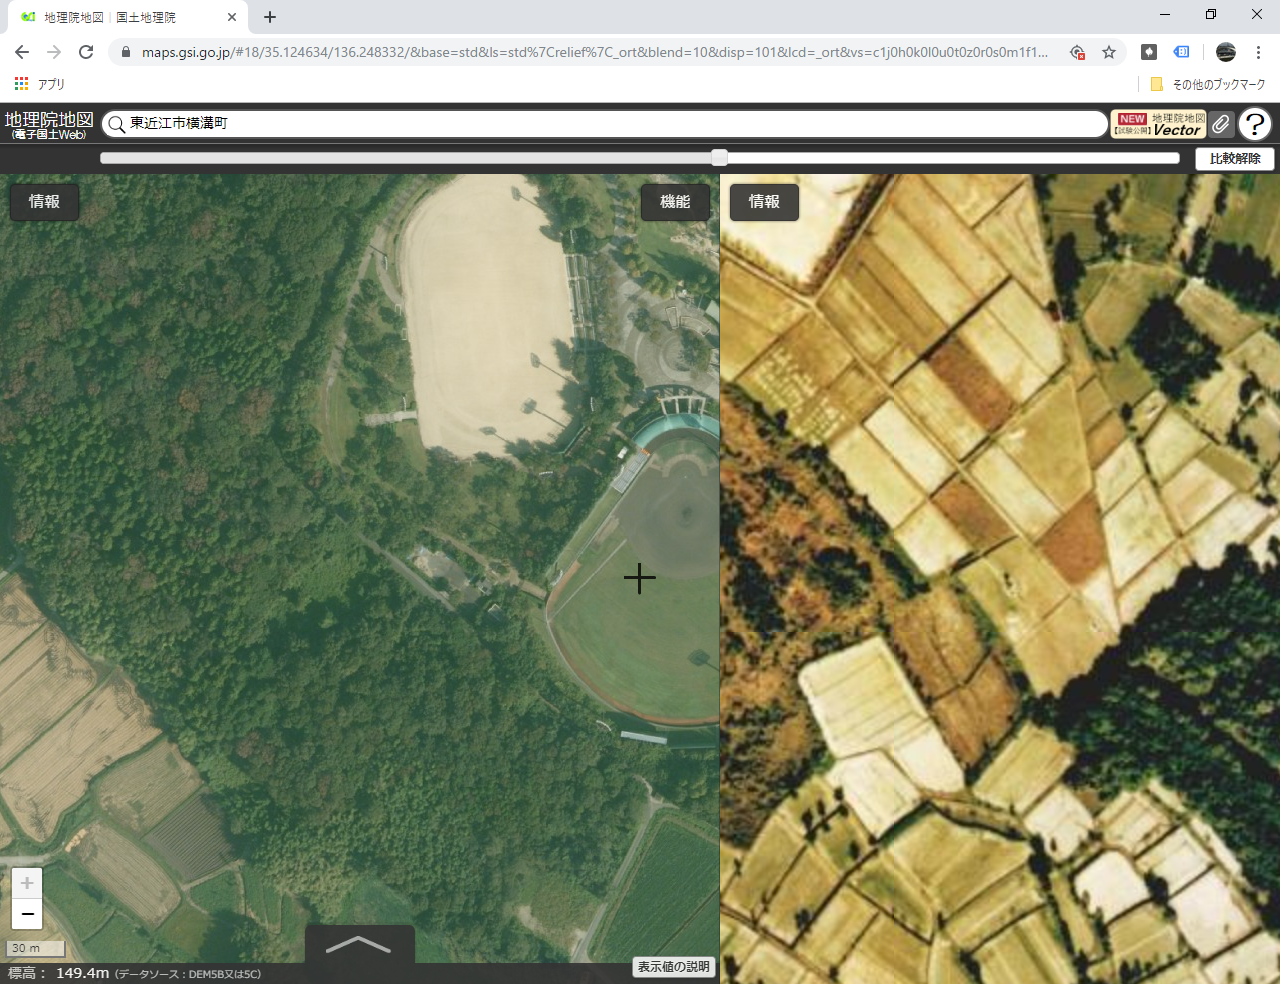 地理院地図｜国土地理院
maps.gsi.go.jp/#18/35.124634/136.248332/&base=std&ls=std%7Crelief%7C_ort&blend=10&disp=101&lcd=_ort&vs=c1j0h0k0l0u0t0z0r0s0m1f1...
アプリ
その他のブックマーク
地理院地図
(電子国土Web)
東近江市横溝町
NEW
【試験公開】
地理院地図
Vector
?
比較解除
情報
機能
情報
+
−
30 m
標高： 149.4m (データソース：DEM5B又は5C)
表示値の説明